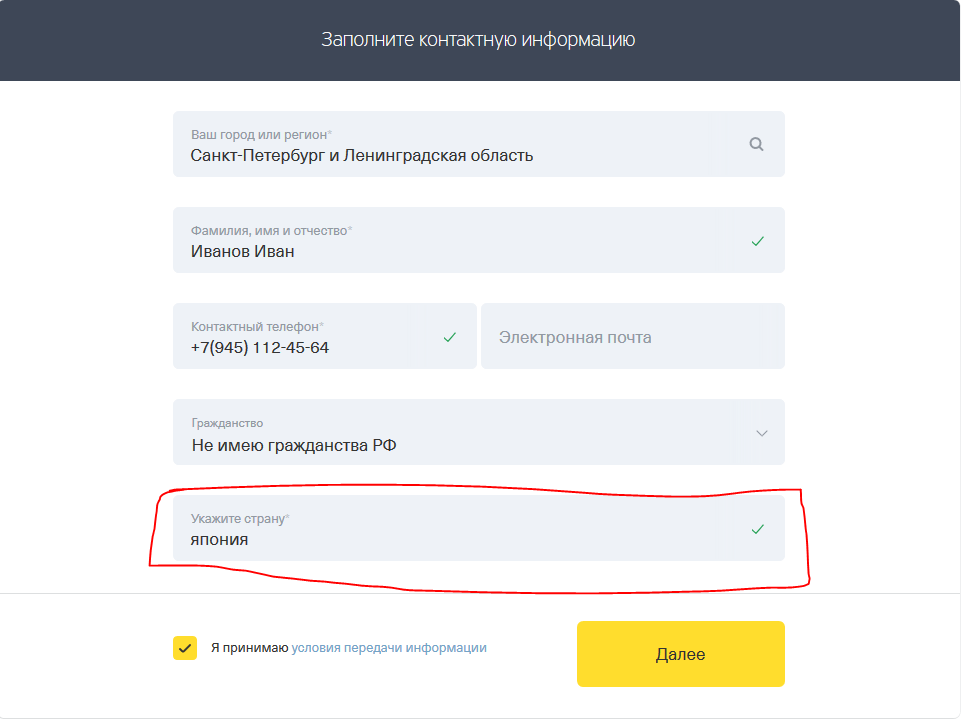 Заполните контактную информацию
Ваш город или регион*
Санкт-Петербург и Ленинградская область
Фамилия, имя и отчество*
Иванов Иван
Контактный телефон*
+7(945) 112-45-64
Электронная почта
Гражданство
Не имею гражданства РФ
Укажите страну*
япония
Я принимаю условия передачи информации
Далее